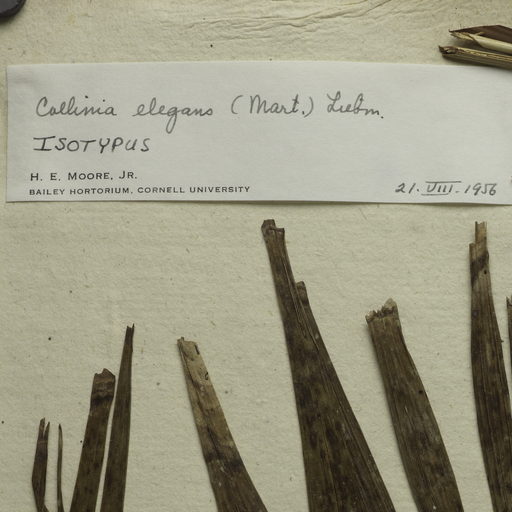 Collinia elegans (Mart.) Liebm.
ISOTYPUS
H. E. MOORE, JR.
BAILEY HORTORIUM, CORNELL UNIVERSITY
21. VIII. 1956